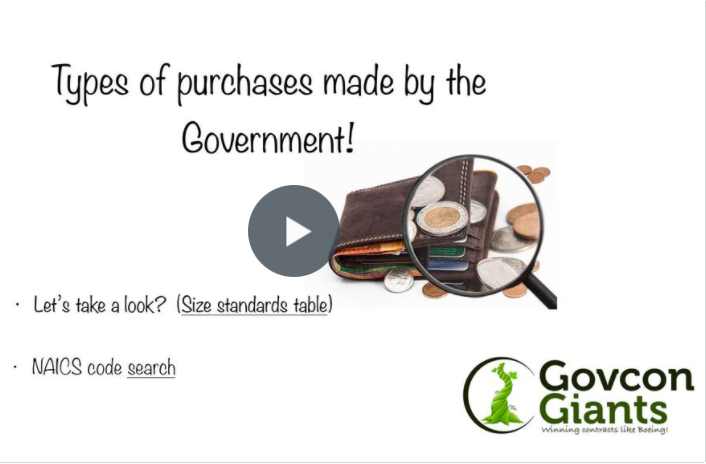 Types of purchases made by the
Government!
· Let's take a look? (Size standards table)
· NAICS code search
Govcon
Giants
Winning contracts like Boeing!